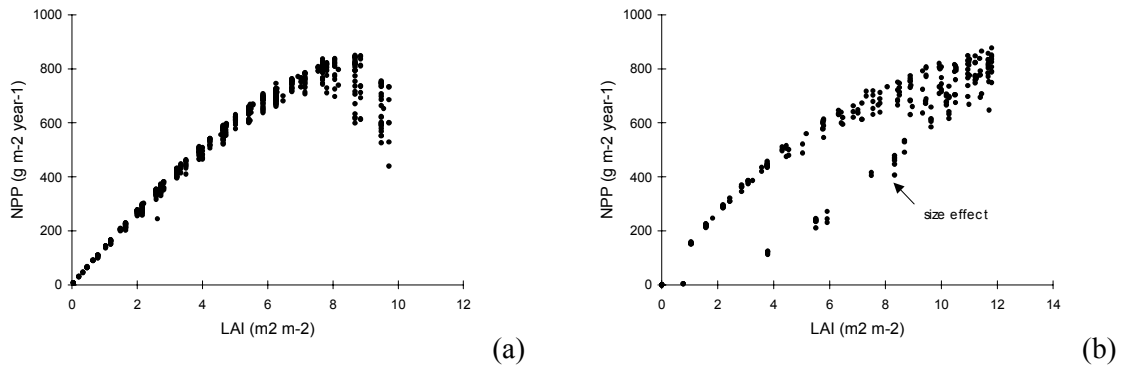 1000
800
600
400
200
0
NPP (g m-2 year-1)
0 2 4 6 8 10 12
LAI (m2 m-2)
(a)
1000
800
600
400
200
0
NPP (g m-2 year-1)
size effect
0 2 4 6 8 10 12 14
LAI (m2 m-2)
(b)